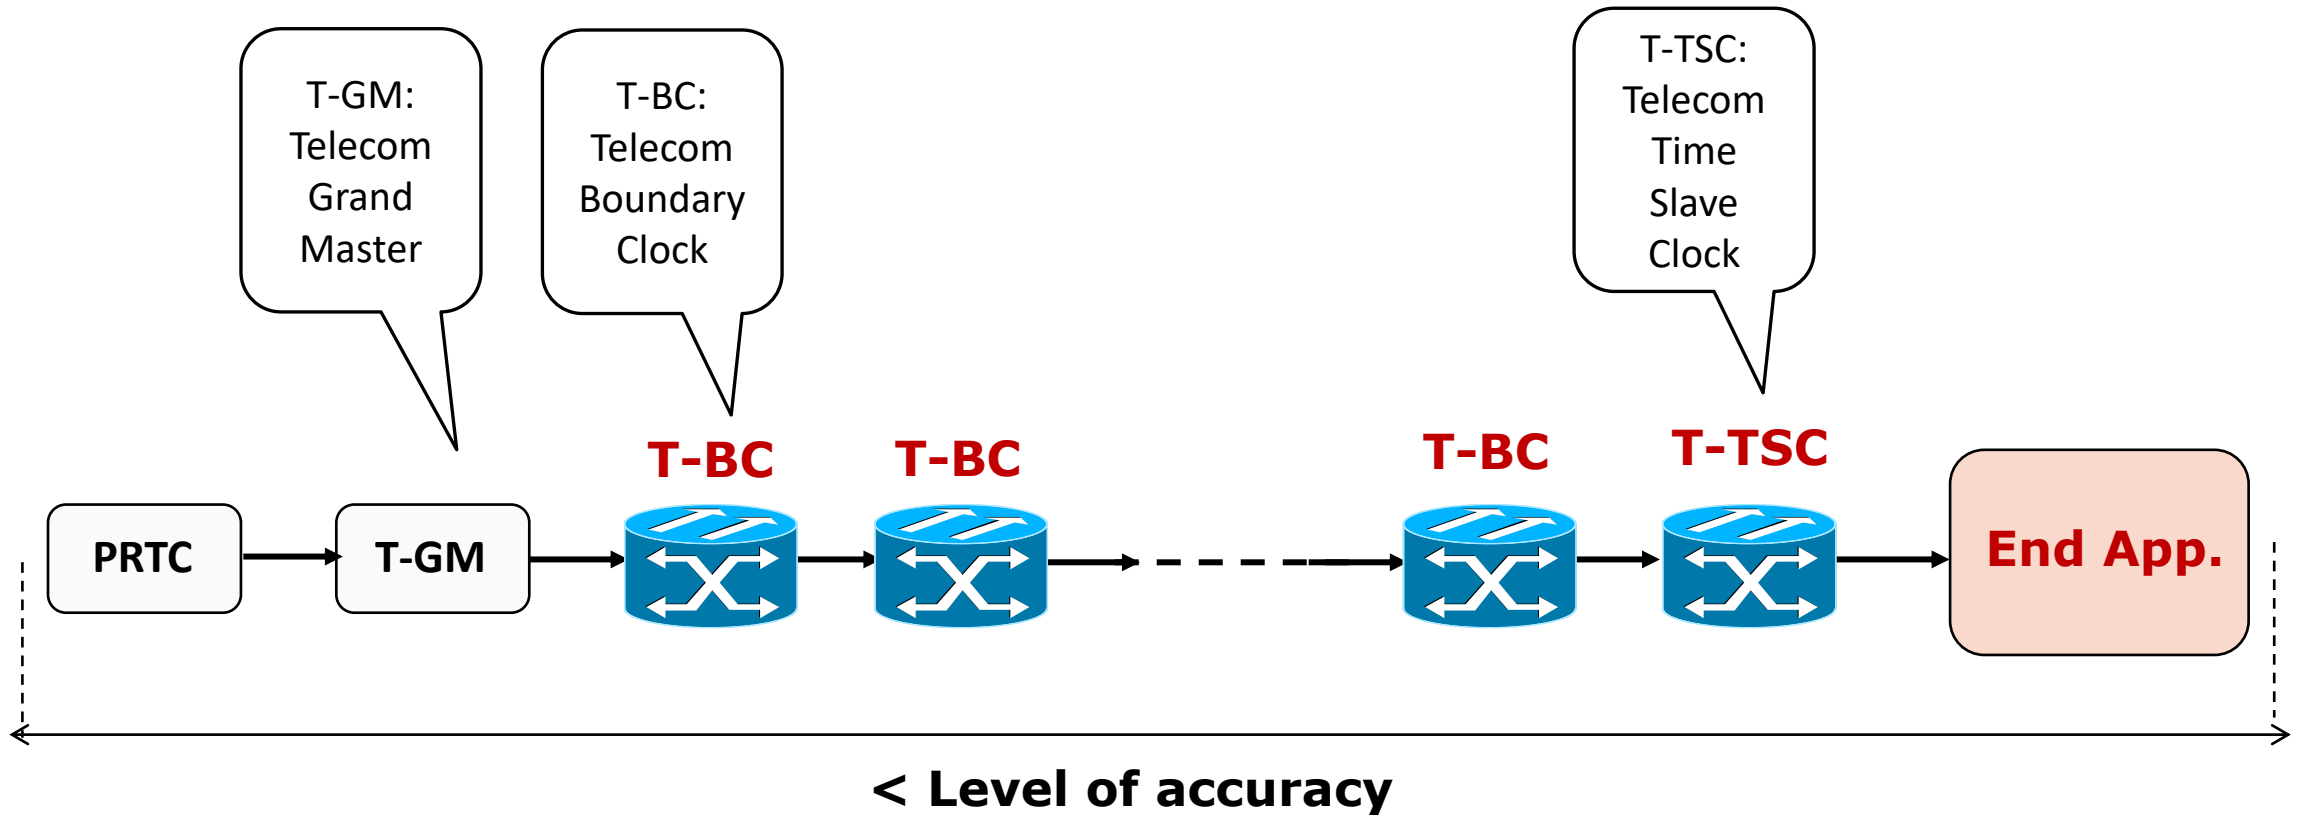 T-GM:
Telecom
Grand
Master
T-BC:
Telecom
Boundary
Clock
T-TSC:
Telecom
Time
Slave
Clock
T-BC
T-BC
T-BC
T-TSC
PRTC
T-GM
End App.
< Level of accuracy